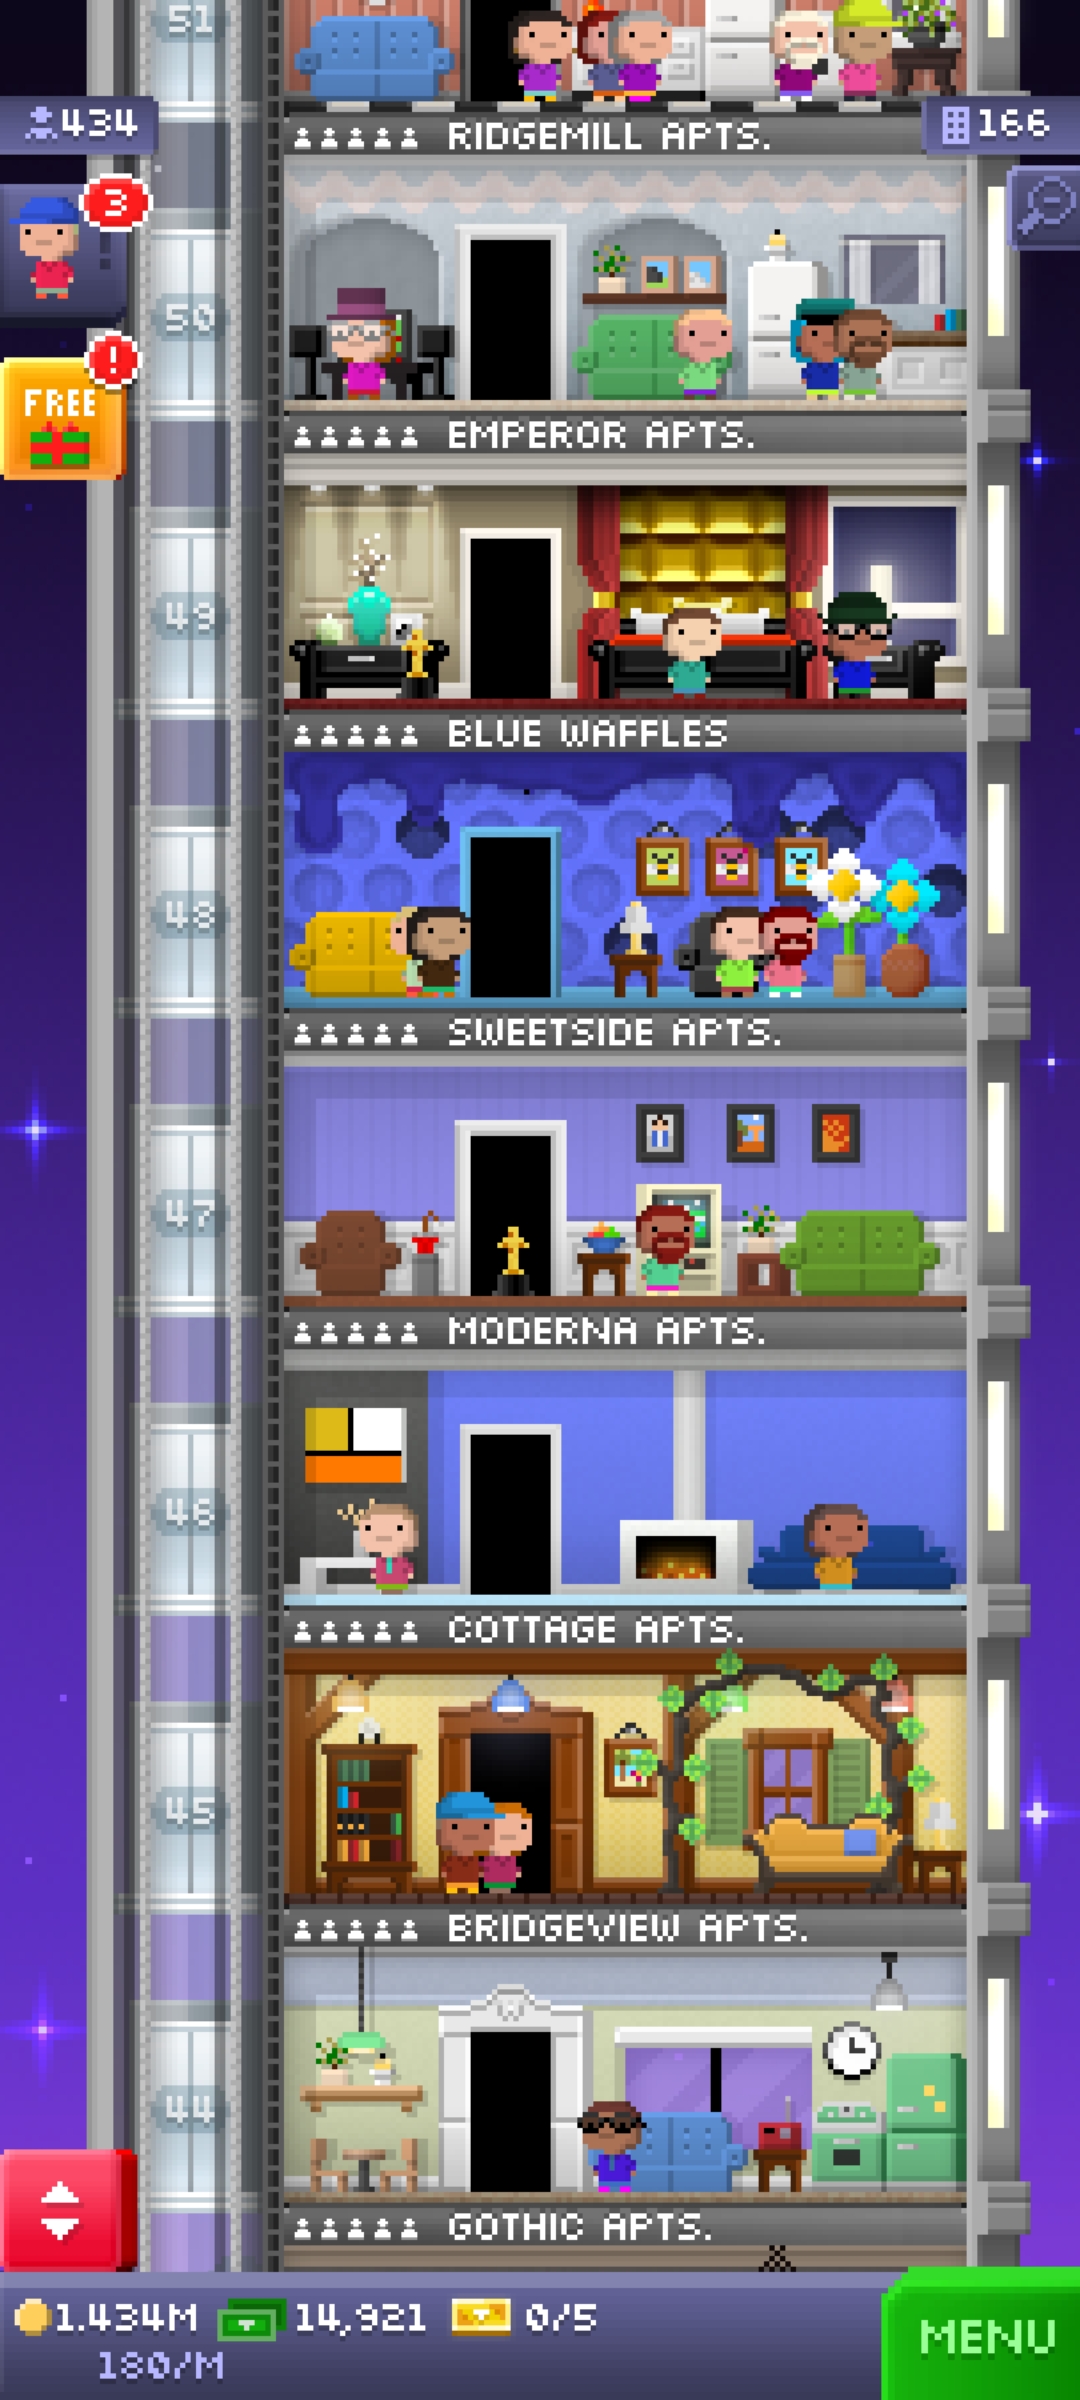 51
434
RIDGEMILL APTS.
166
3
50
!
FREE
EMPEROR APTS.
49
BLUE WAFFLES
48
SWEETSIDE APTS.
47
MODERNA APTS.
46
COTTAGE APTS.
45
BRIDGEVIEW APTS.
44
GOTHIC APTS.
1.434M 14,921 0/5
180/M
MENU